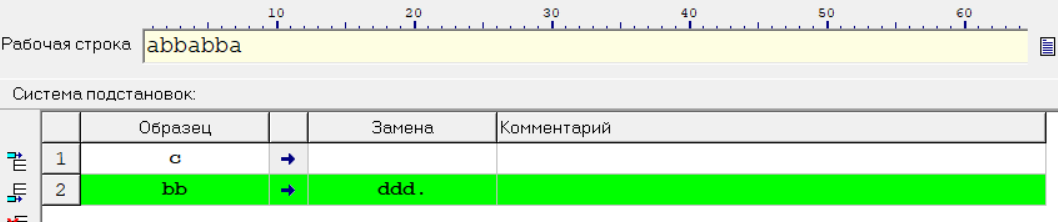 10 20 30 40 50 60
Рабочая строка abbabba
Система подстановок:
Образец Замена Комментарий
1 c →
2 bb → ddd.